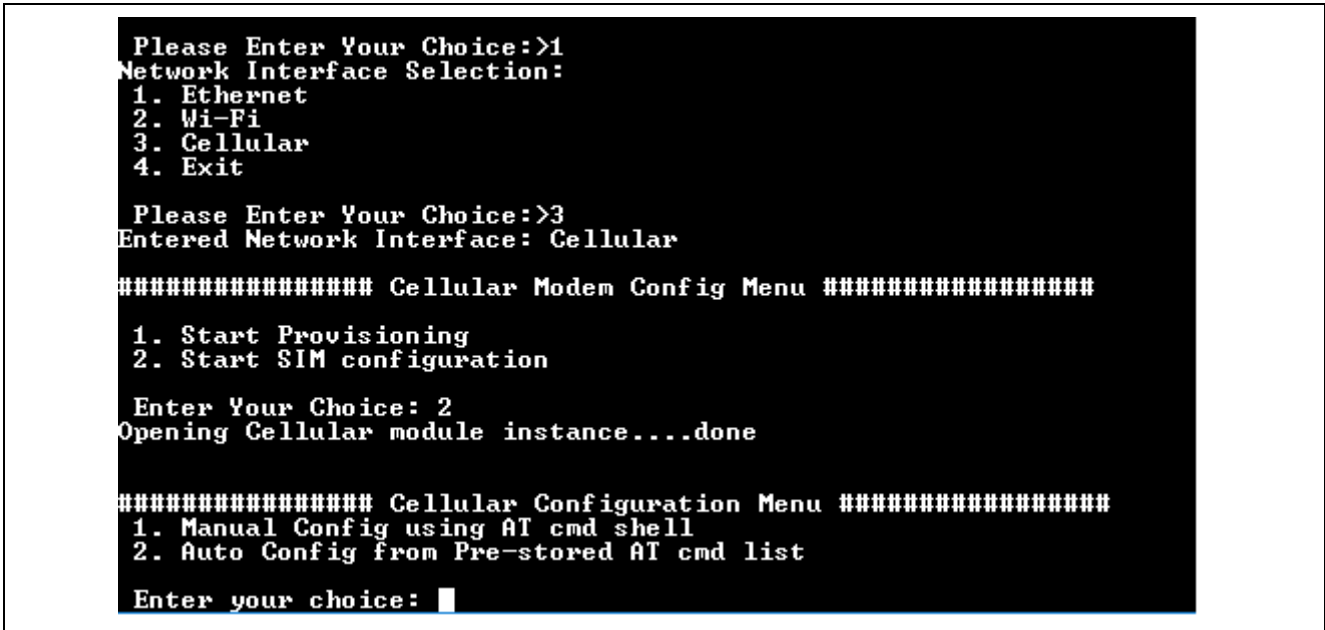 Please Enter Your Choice:>1
Network Interface Selection:
1. Ethernet
2. Wi-Fi
3. Cellular
4. Exit
Please Enter Your Choice:>3
Entered Network Interface: Cellular
################ Cellular Modem Config Menu #################
1. Start Provisioning
2. Start SIM configuration
Enter Your Choice: 2
Opening Cellular module instance....done
################ Cellular Configuration Menu #################
1. Manual Config using AT cmd shell
2. Auto Config from Pre-stored AT cmd list
Enter your choice: